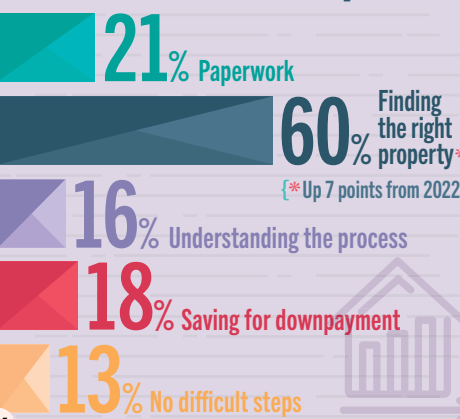 21% Paperwork
60% Finding
the right
property*
{*Up 7 points from 2022
16% Understanding the process
18% Saving for downpayment
13% No difficult steps